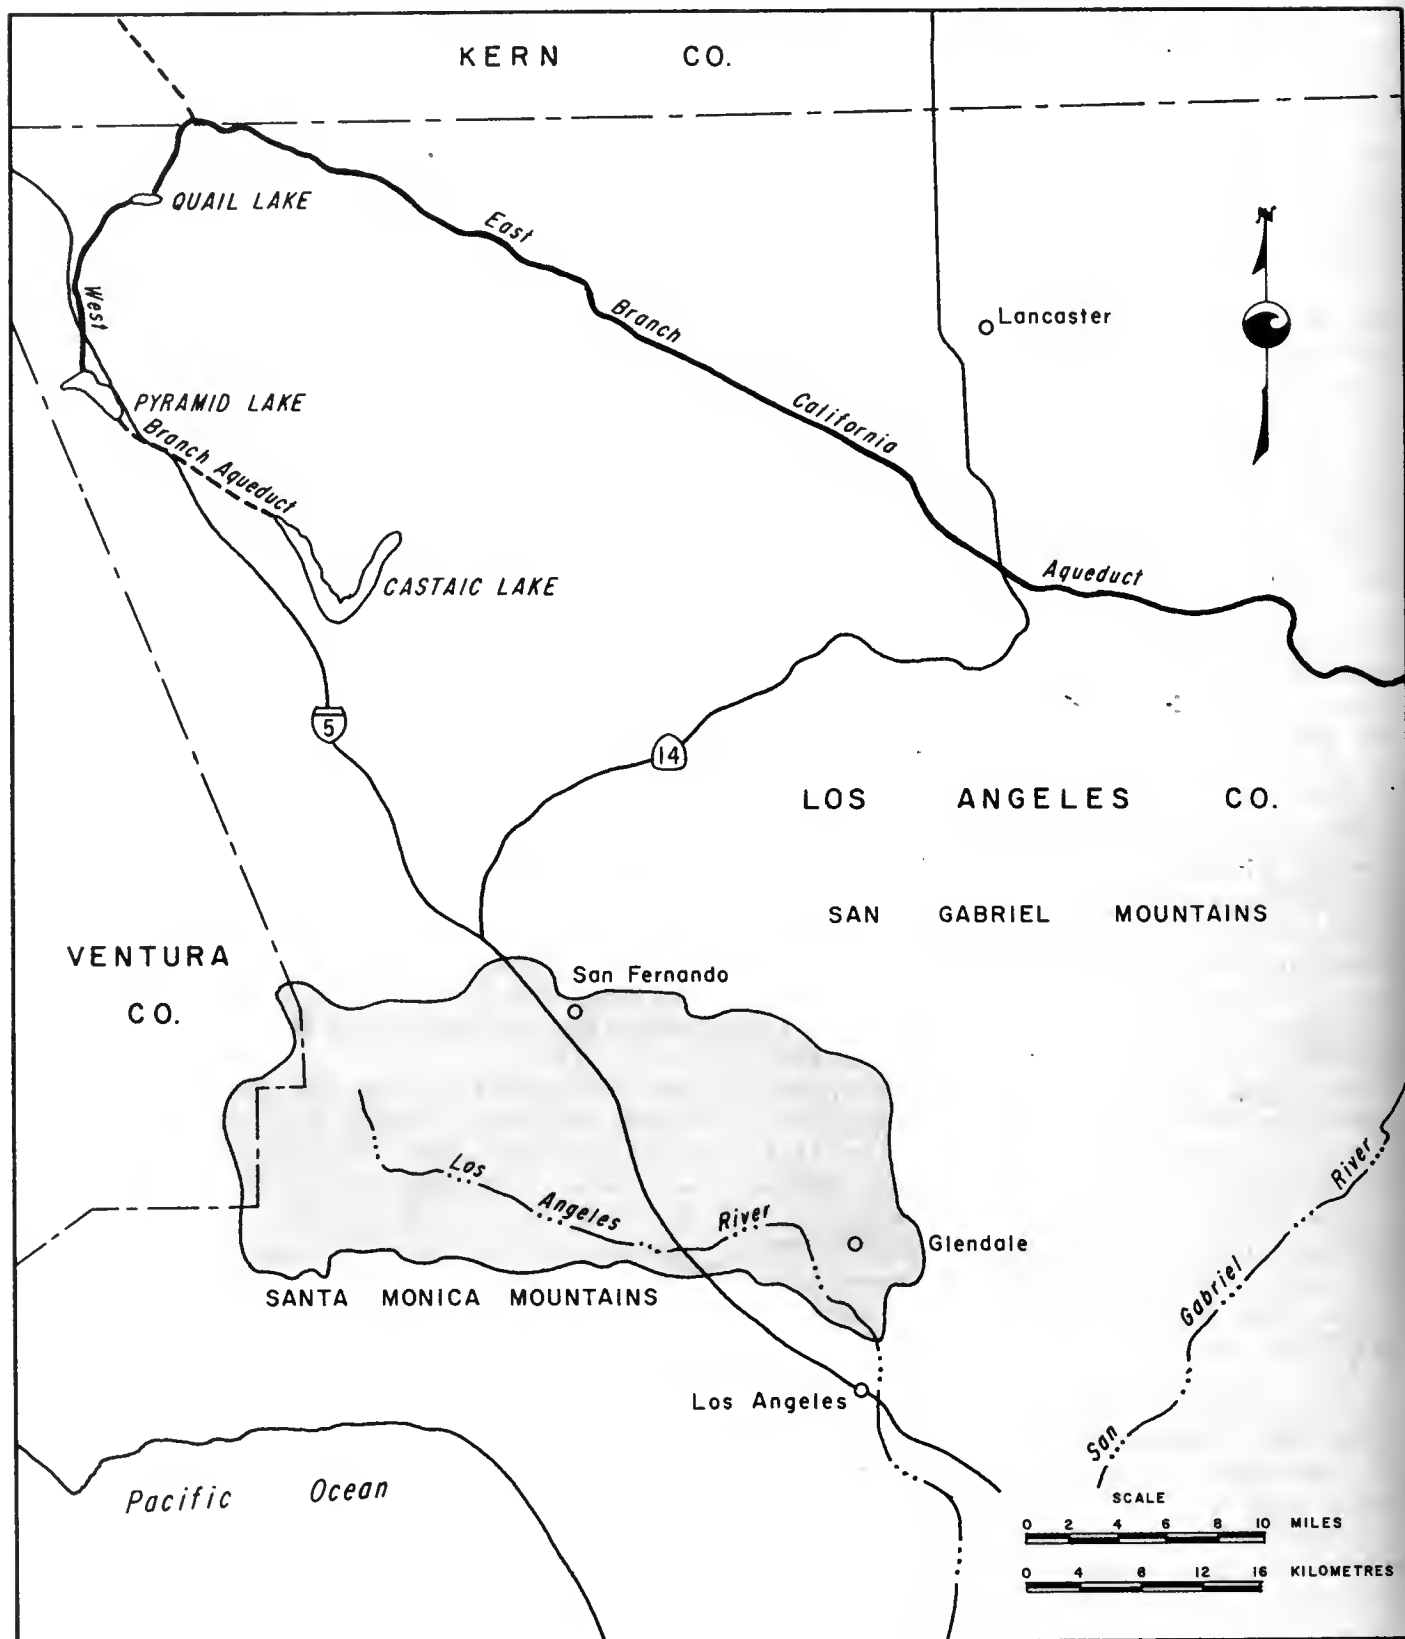 KERN CO.
N
QUAIL LAKE
East
West
Branch
Lancaster
PYRAMID LAKE
California
Branch Aqueduct
Aqueduct
CASTAIC LAKE
5
14
LOS ANGELES CO.
SAN GABRIEL MOUNTAINS
VENTURA
CO.
San Fernando
Los Angeles River
Glendale
San Gabriel River
SANTA MONICA MOUNTAINS
Los Angeles
Pacific Ocean
SCALE
0 2 4 6 8 10 MILES
0 4 8 12 16 KILOMETRES